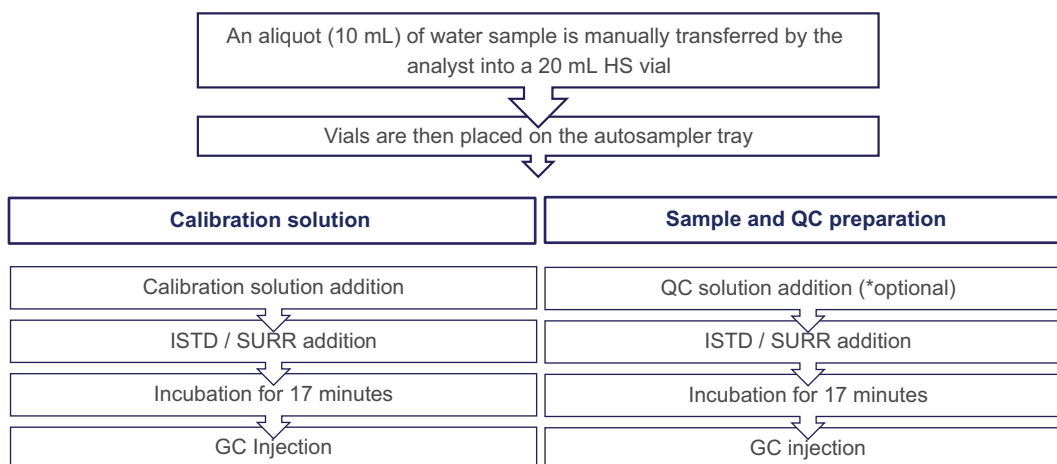 An aliquot (10 mL) of water sample is manually transferred by the
analyst into a 20 mL HS vial
Vials are then placed on the autosampler tray
Calibration solution
Calibration solution addition
ISTD / SURR addition
Incubation for 17 minutes
GC Injection
Sample and QC preparation
QC solution addition (*optional)
ISTD / SURR addition
Incubation for 17 minutes
GC injection